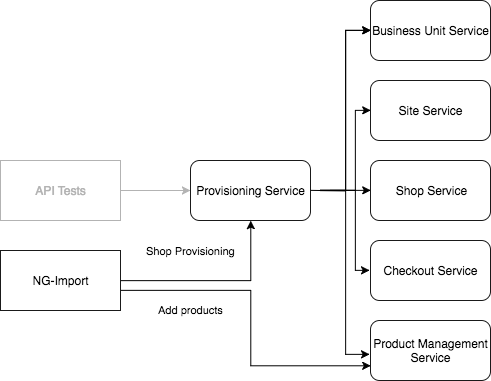 Business Unit Service
Site Service
API Tests
Provisioning Service
Shop Service
Shop Provisioning
NG-Import
Checkout Service
Add products
Product Management
Service